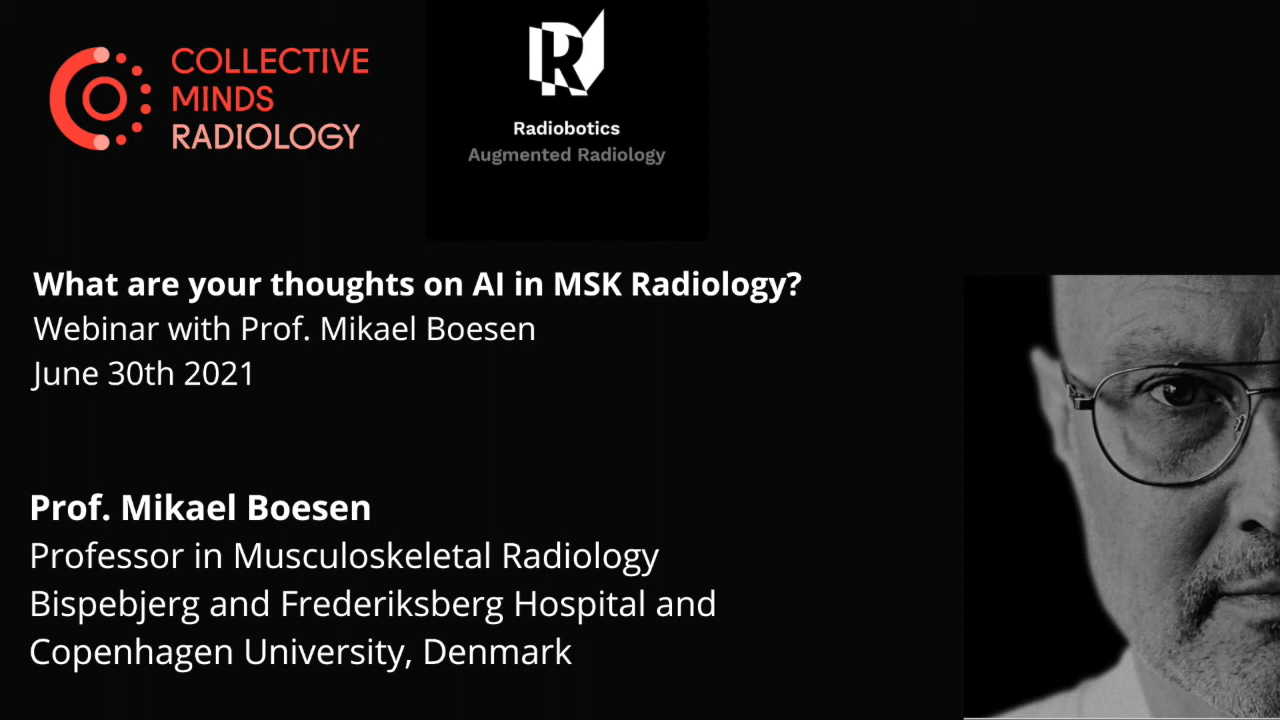 COLLECTIVE
MINDS
RADIOLOGY
R
Radiobotics
Augmented Radiology
What are your thoughts on AI in MSK Radiology?
Webinar with Prof. Mikael Boesen
June 30th 2021
Prof. Mikael Boesen
Professor in Musculoskeletal Radiology
Bispebjerg and Frederiksberg Hospital and
Copenhagen University, Denmark